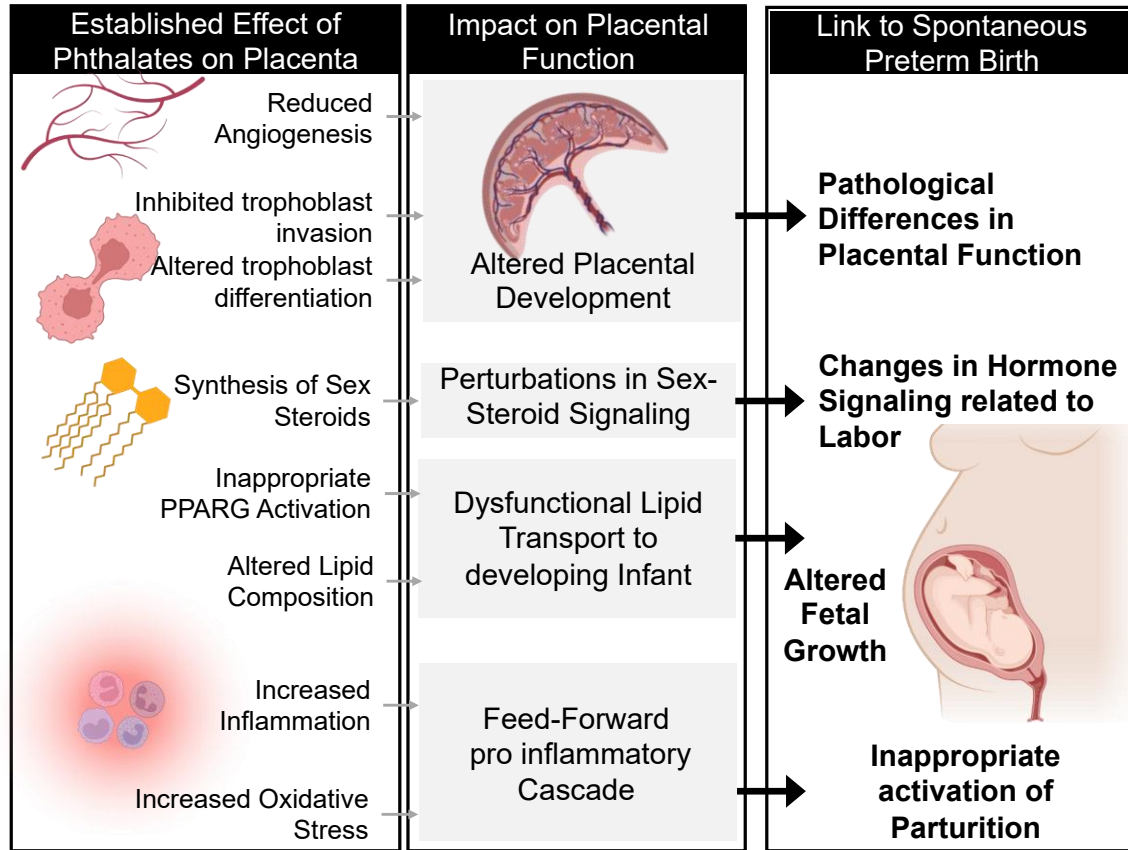 Established Effect of
Phthalates on Placenta
Reduced
Angiogenesis
Inhibited trophoblast
invasion
Altered trophoblast
differentiation
Synthesis of Sex
Steroids
Inappropriate
PPARG Activation
Altered Lipid
Composition
Increased
Inflammation
Increased Oxidative
Stress
Impact on Placental
Function
Altered Placental
Development
Perturbations in Sex-
Steroid Signaling
Dysfunctional Lipid
Transport to
developing Infant
Feed-Forward
pro inflammatory
Cascade
Link to Spontaneous
Preterm Birth
Pathological
Differences in
Placental Function
Changes in Hormone
Signaling related to
Labor
Altered
Fetal
Growth
Inappropriate
activation of
Parturition